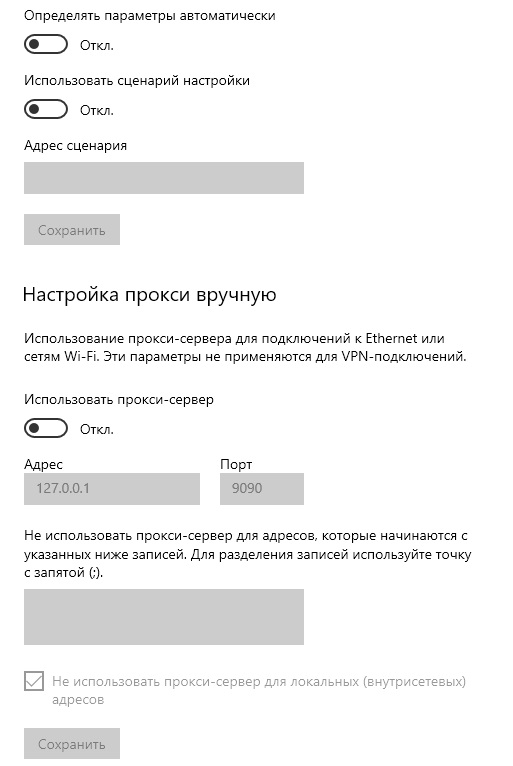 Определять параметры автоматически
Откл.
Использовать сценарий настройки
Откл.
Адрес сценария
Сохранить
Настройка прокси вручную
Использование прокси-сервера для подключений к Ethernet или
сетям Wi-Fi. Эти параметры не применяются для VPN-подключений.
Использовать прокси-сервер
Откл.
Адрес Порт
127.0.0.1 9090
Не использовать прокси-сервер для адресов, которые начинаются с
указанных ниже записей. Для разделения записей используйте точку
с запятой (;).
Не использовать прокси-сервер для локальных (внутрисетевых)
адресов
Сохранить